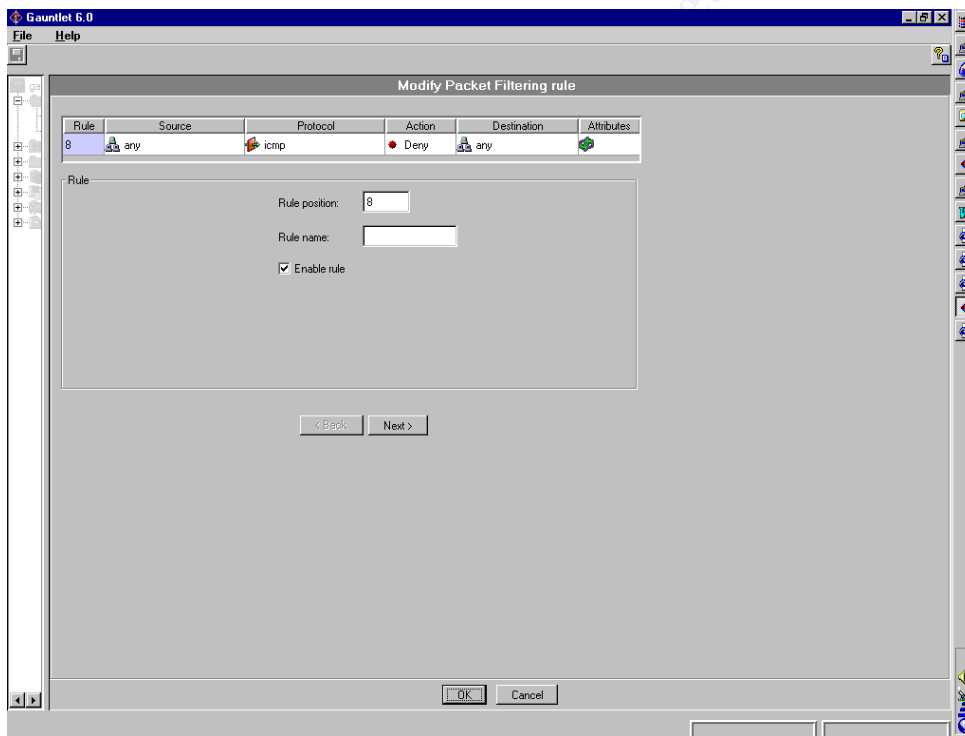 Gauntlet 6.0
File Help
ga
Modify Packet Filtering rule
Rule Source Protocol Action Destination Attributes
8 any icmp Deny any
Rule
Rule position: 8
Rule name:
Enable rule
< Back Next >
OK Cancel